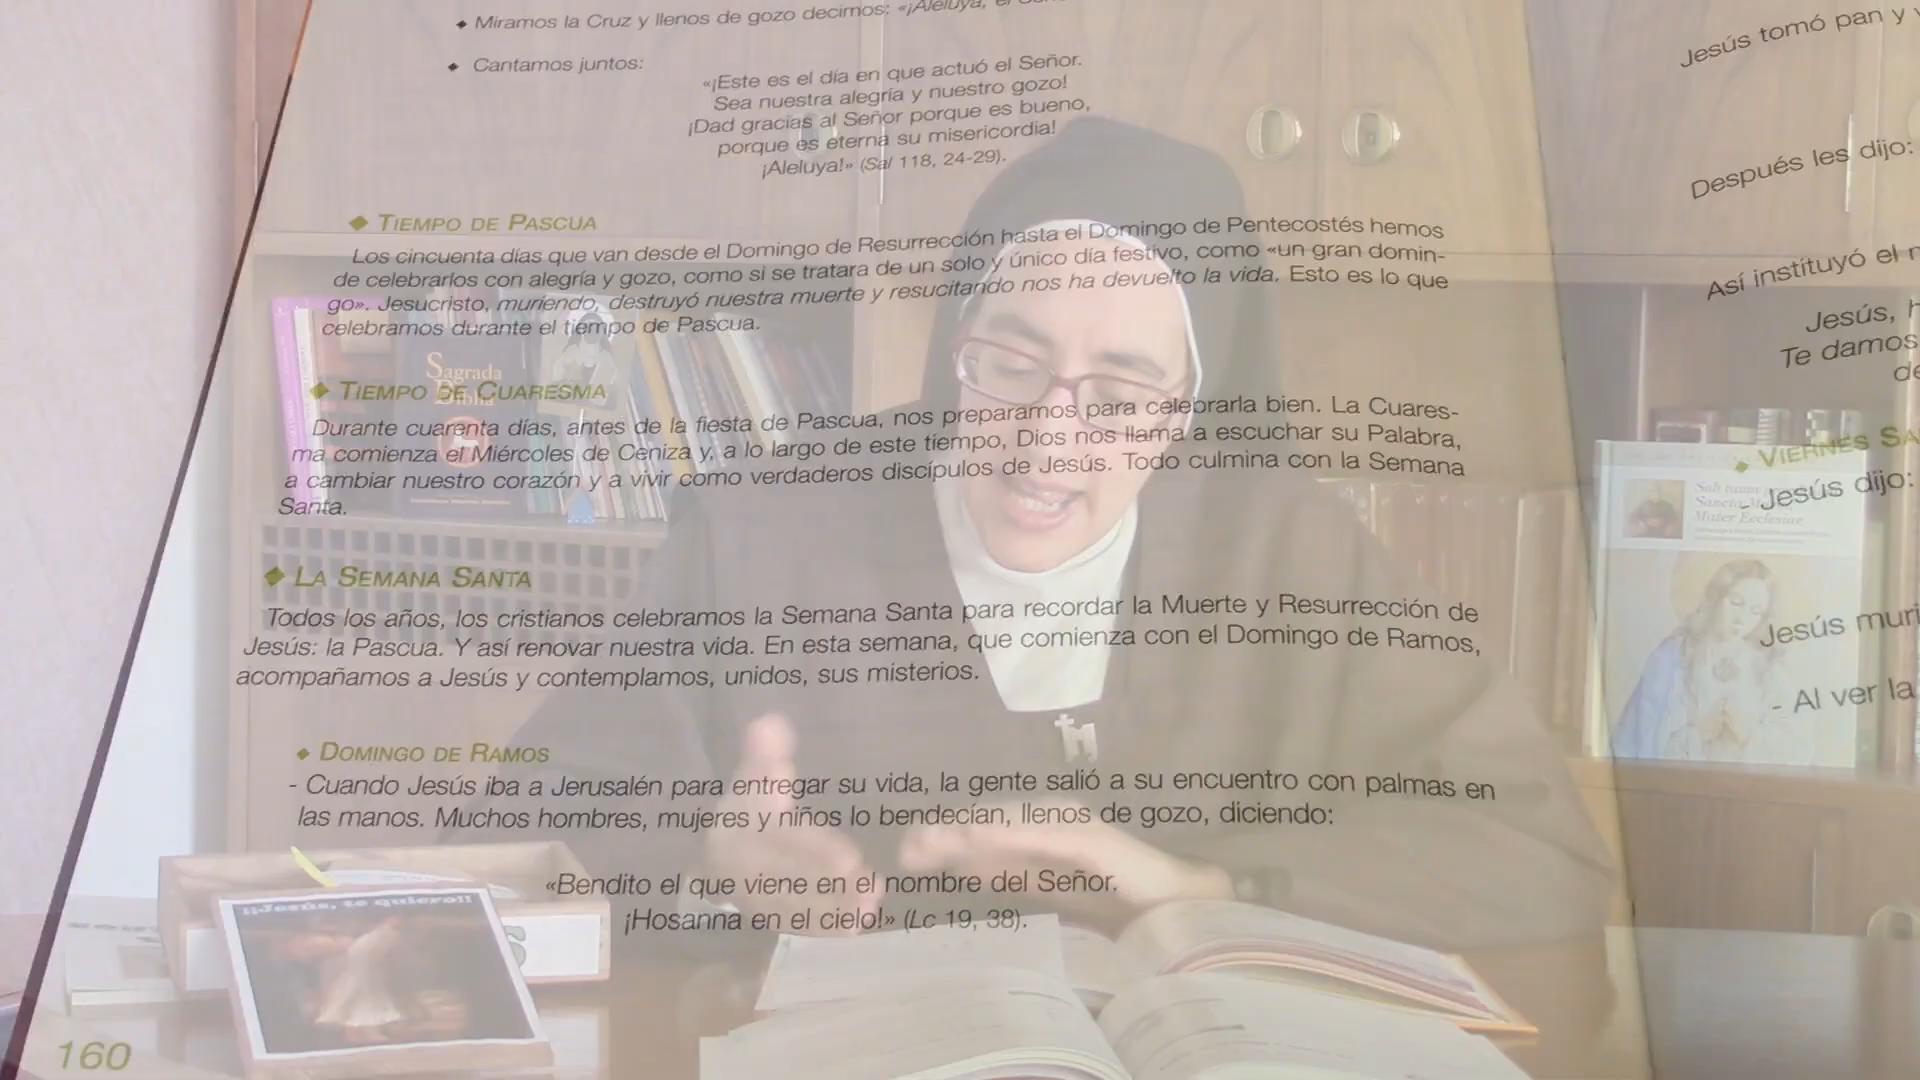 ◆ Miramos la Cruz y llenos de gozo decimos: «¡Aleluya, el
◆ Cantamos juntos:
«¡Este es el día en que actuó el Señor.
Sea nuestra alegría y nuestro gozo!
¡Dad gracias al Señor porque es bueno,
porque es eterna su misericordia!
¡Aleluya!» (Sal 118, 24-29).
◆ TIEMPO DE PASCUA
Los cincuenta días que van desde el Domingo de Resurrección hasta el Domingo de Pentecostés hemos
de celebrarlos con alegría y gozo, como si se tratara de un solo y único día festivo, como «un gran domin-
go». Jesucristo, muriendo, destruyó nuestra muerte y resucitando nos ha devuelto la vida. Esto es lo que
celebramos durante el tiempo de Pascua.
◆ TIEMPO DE CUARESMA
Durante cuarenta días, antes de la fiesta de Pascua, nos preparamos para celebrarla bien. La Cuares-
ma comienza el Miércoles de Ceniza y, a lo largo de este tiempo, Dios nos llama a escuchar su Palabra,
a cambiar nuestro corazón y a vivir como verdaderos discípulos de Jesús. Todo culmina con la Semana
Santa.
◆ LA SEMANA SANTA
Todos los años, los cristianos celebramos la Semana Santa para recordar la Muerte y Resurrección de
Jesús: la Pascua. Y así renovar nuestra vida. En esta semana, que comienza con el Domingo de Ramos,
acompañamos a Jesús y contemplamos, unidos, sus misterios.
◆ DOMINGO DE RAMOS
- Cuando Jesús iba a Jerusalén para entregar su vida, la gente salió a su encuentro con palmas en
las manos. Muchos hombres, mujeres y niños lo bendecían, llenos de gozo, diciendo:
«Bendito el que viene en el nombre del Señor.
¡Hosanna en el cielo!» (Lc 19, 38).
160
Jesús tomó pan y
Después les dijo:
Así instituyó el
Jesús,
Te damos
◆ VIERNES
- Jesús dijo:
Jesús
- Al ver la
Sagrada
Biblia
Mater Ecclesiae
¡¡Jesús, te quiero!!